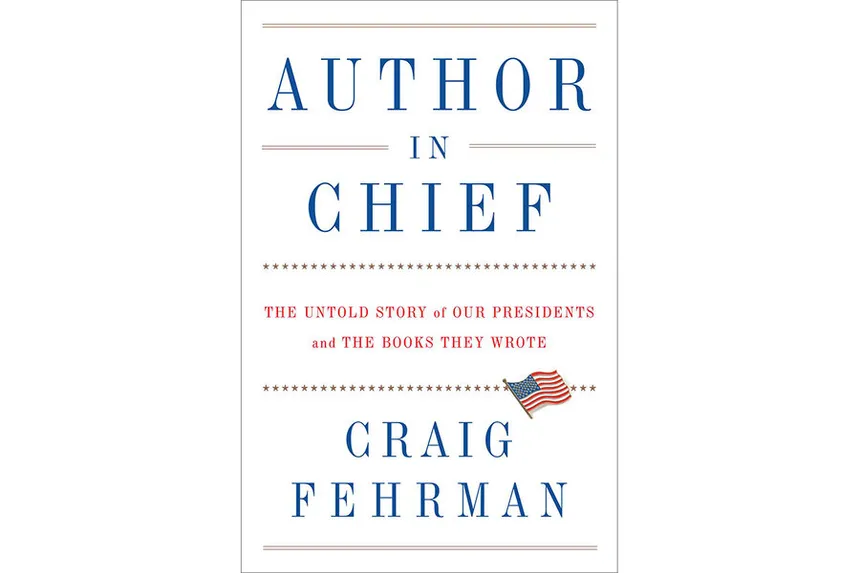 AUTHOR
IN
CHIEF
THE UNTOLD STORY of OUR PRESIDENTS
and THE BOOKS THEY WROTE
CRAIG
FEHRMAN